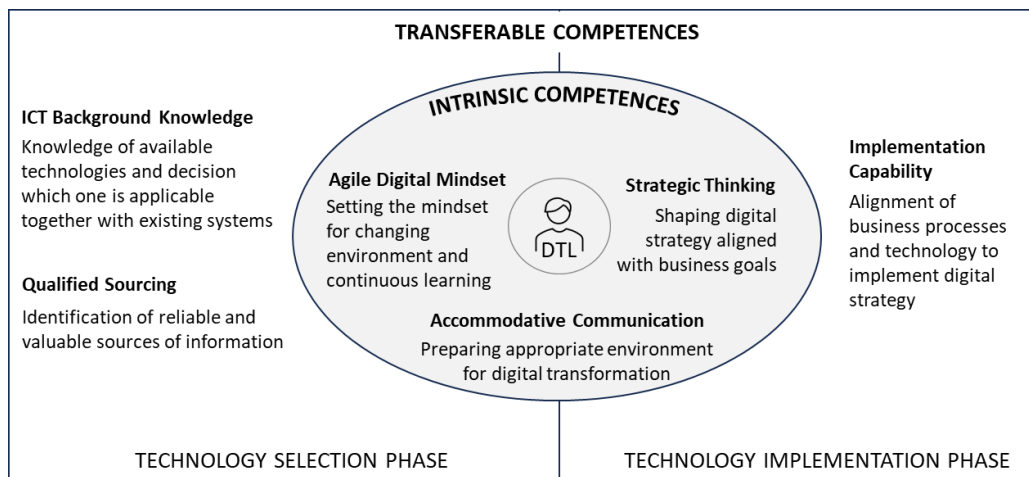 TRANSFERABLE COMPETENCES
INTRINSIC COMPETENCES
ICT Background Knowledge
Knowledge of available
technologies and decision
which one is applicable
together with existing systems
Qualified Sourcing
Identification of reliable and
valuable sources of information
Agile Digital Mindset
Setting the mindset
for changing
environment and
continuous learning
DTL
Strategic Thinking
Shaping digital
strategy aligned
with business goals
Accommodative Communication
Preparing appropriate environment
for digital transformation
Implementation
Capability
Alignment of
business processes
and technology to
implement digital
strategy
TECHNOLOGY SELECTION PHASE
TECHNOLOGY IMPLEMENTATION PHASE